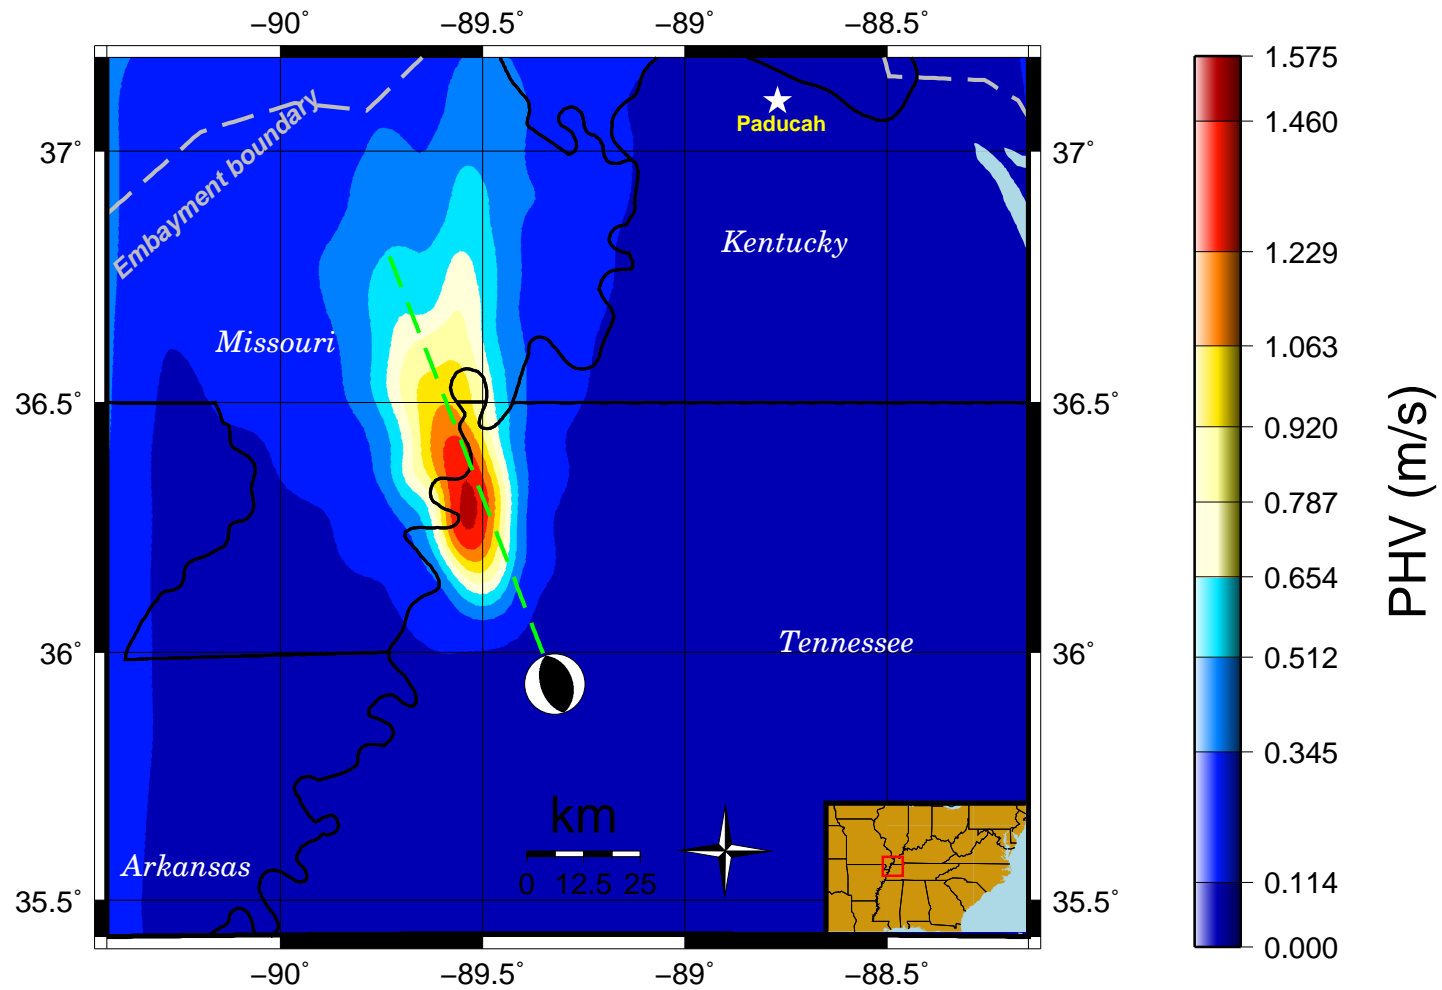 −90° −89.5° −89° −88.5°
1.575
Paducah
1.460
37° 37°
Embayment boundary
Kentucky
1.229
Missouri
1.063
36.5° 36.5°
0.920
PHV (m/s)
0.787
0.654
Tennessee
36° 36°
0.512
0.345
km
0 12.5 25
Arkansas
0.114
35.5° 35.5°
0.000
−90° −89.5° −89° −88.5°